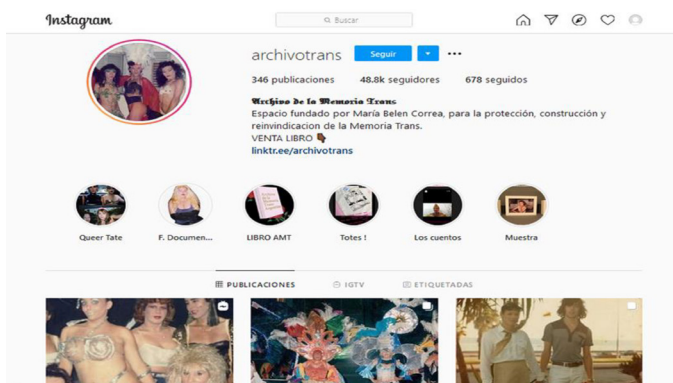 Instagram
Buscar
archivotrans Seguir
346 publicaciones 48.8k seguidores 678 seguidos
Archivo de la Memoria Trans
Espacio fundado por María Belen Correa, para la protección, construcción y
reinvindicacion de la Memoria Trans.
VENTA LIBRO
linktr.ee/archivotrans
Queer Tate F. Documen... LIBRO AMT Totes ! Los cuentos Muestra
PUBLICACIONES IGTV ETIQUETADAS